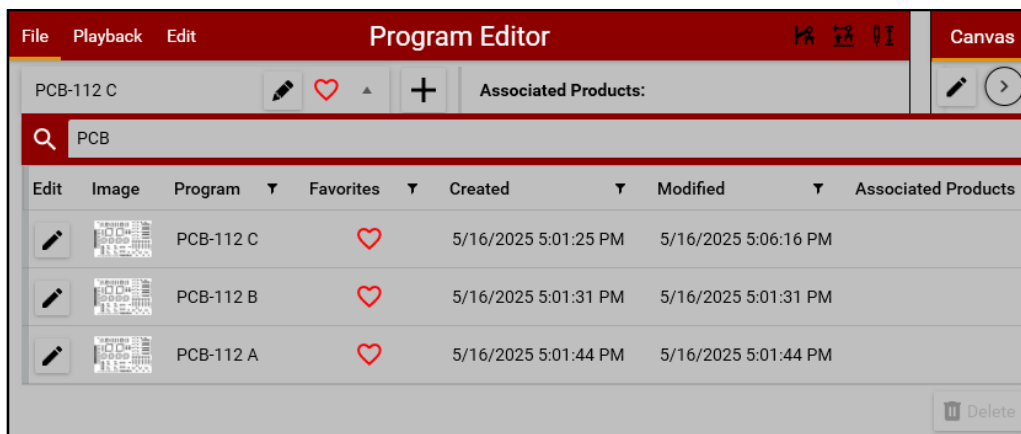 File Playback Edit Program Editor Canvas
PCB-112 C Associated Products:
PCB
Edit Image Program Favorites Created Modified Associated Products
PCB-112 C 5/16/2025 5:01:25 PM 5/16/2025 5:06:16 PM
PCB-112 B 5/16/2025 5:01:31 PM 5/16/2025 5:01:31 PM
PCB-112 A 5/16/2025 5:01:44 PM 5/16/2025 5:01:44 PM
Delete